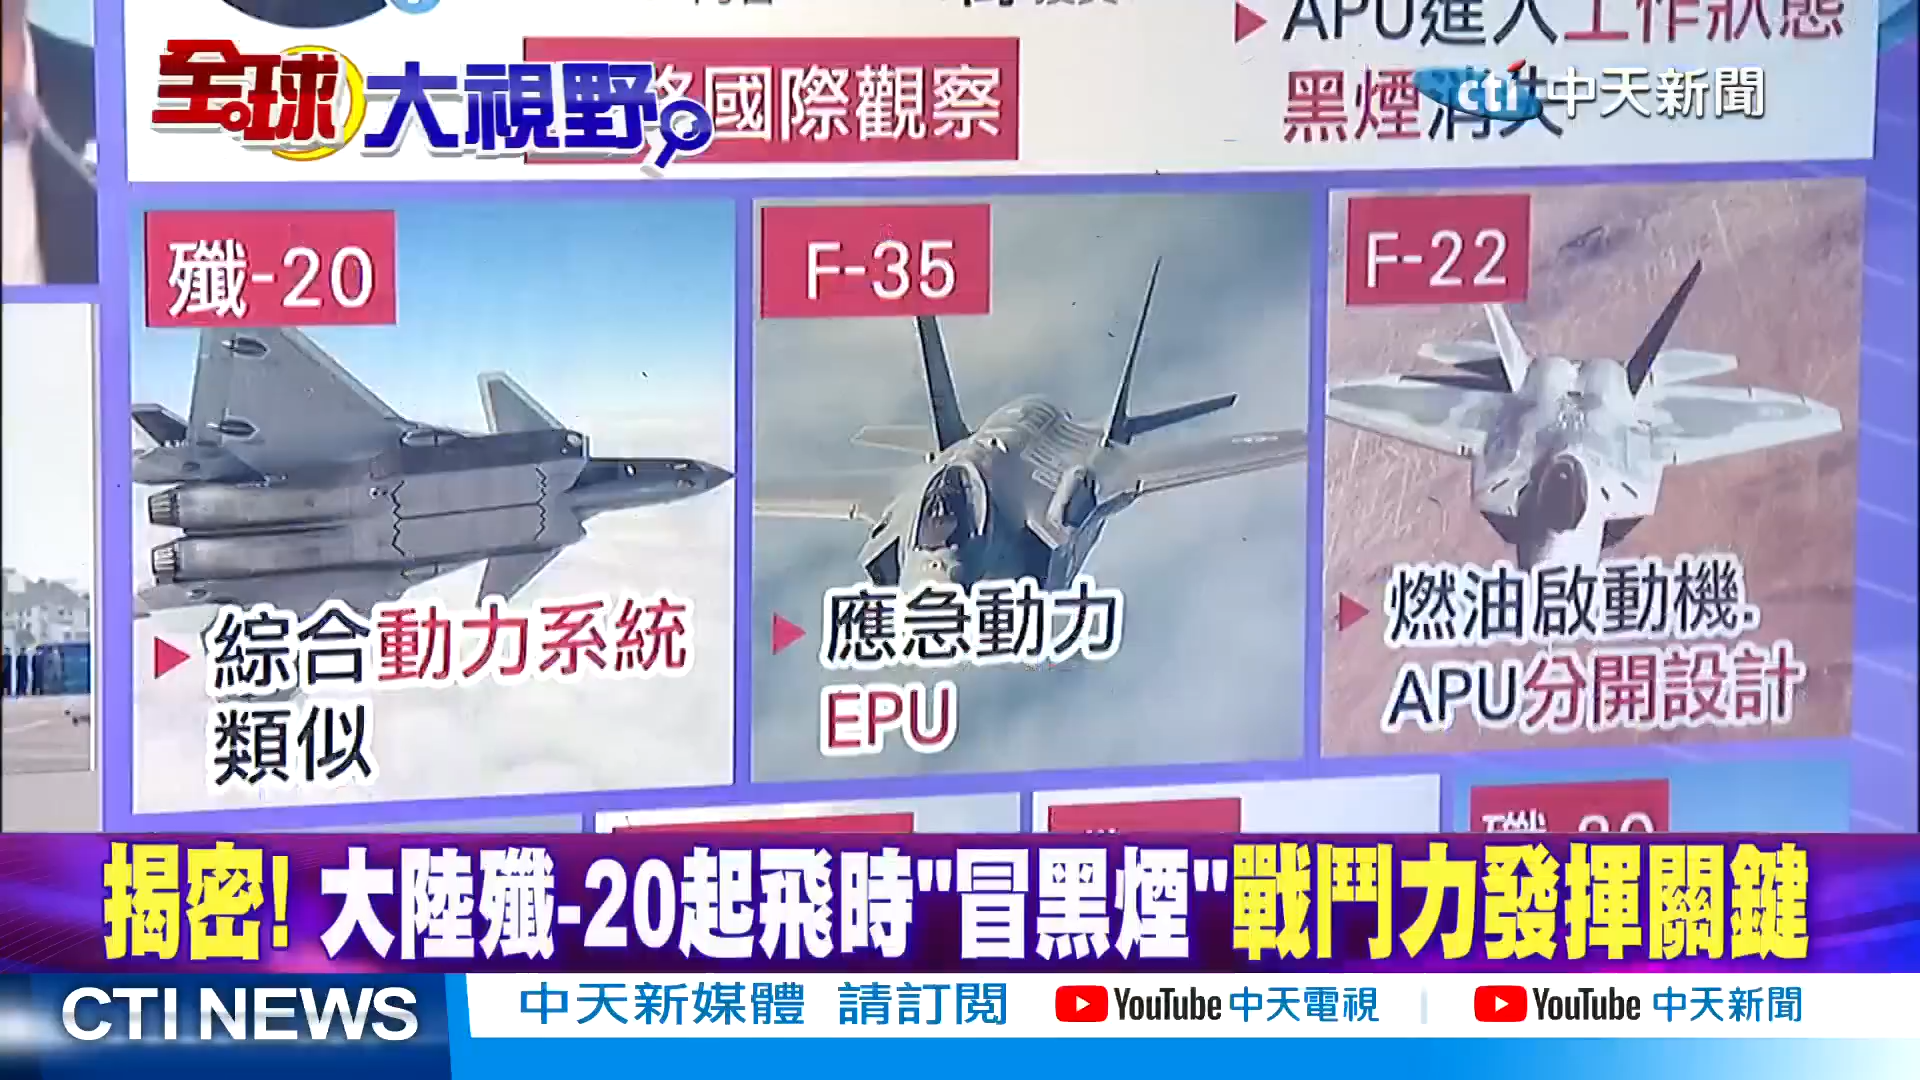 APU進入工作狀態
全球大視野
國際觀察
黑煙消失
cti中天新聞
殲-20
F-35
F-22
綜合動力系統
類似
應急動力
EPU
燃油啟動機.
APU分開設計
揭密!大陸殲-20起飛時"冒黑煙"戰鬥力發揮關鍵
CTI NEWS
中天新媒體 請訂閱 YouTube 中天電視 | YouTube 中天新聞